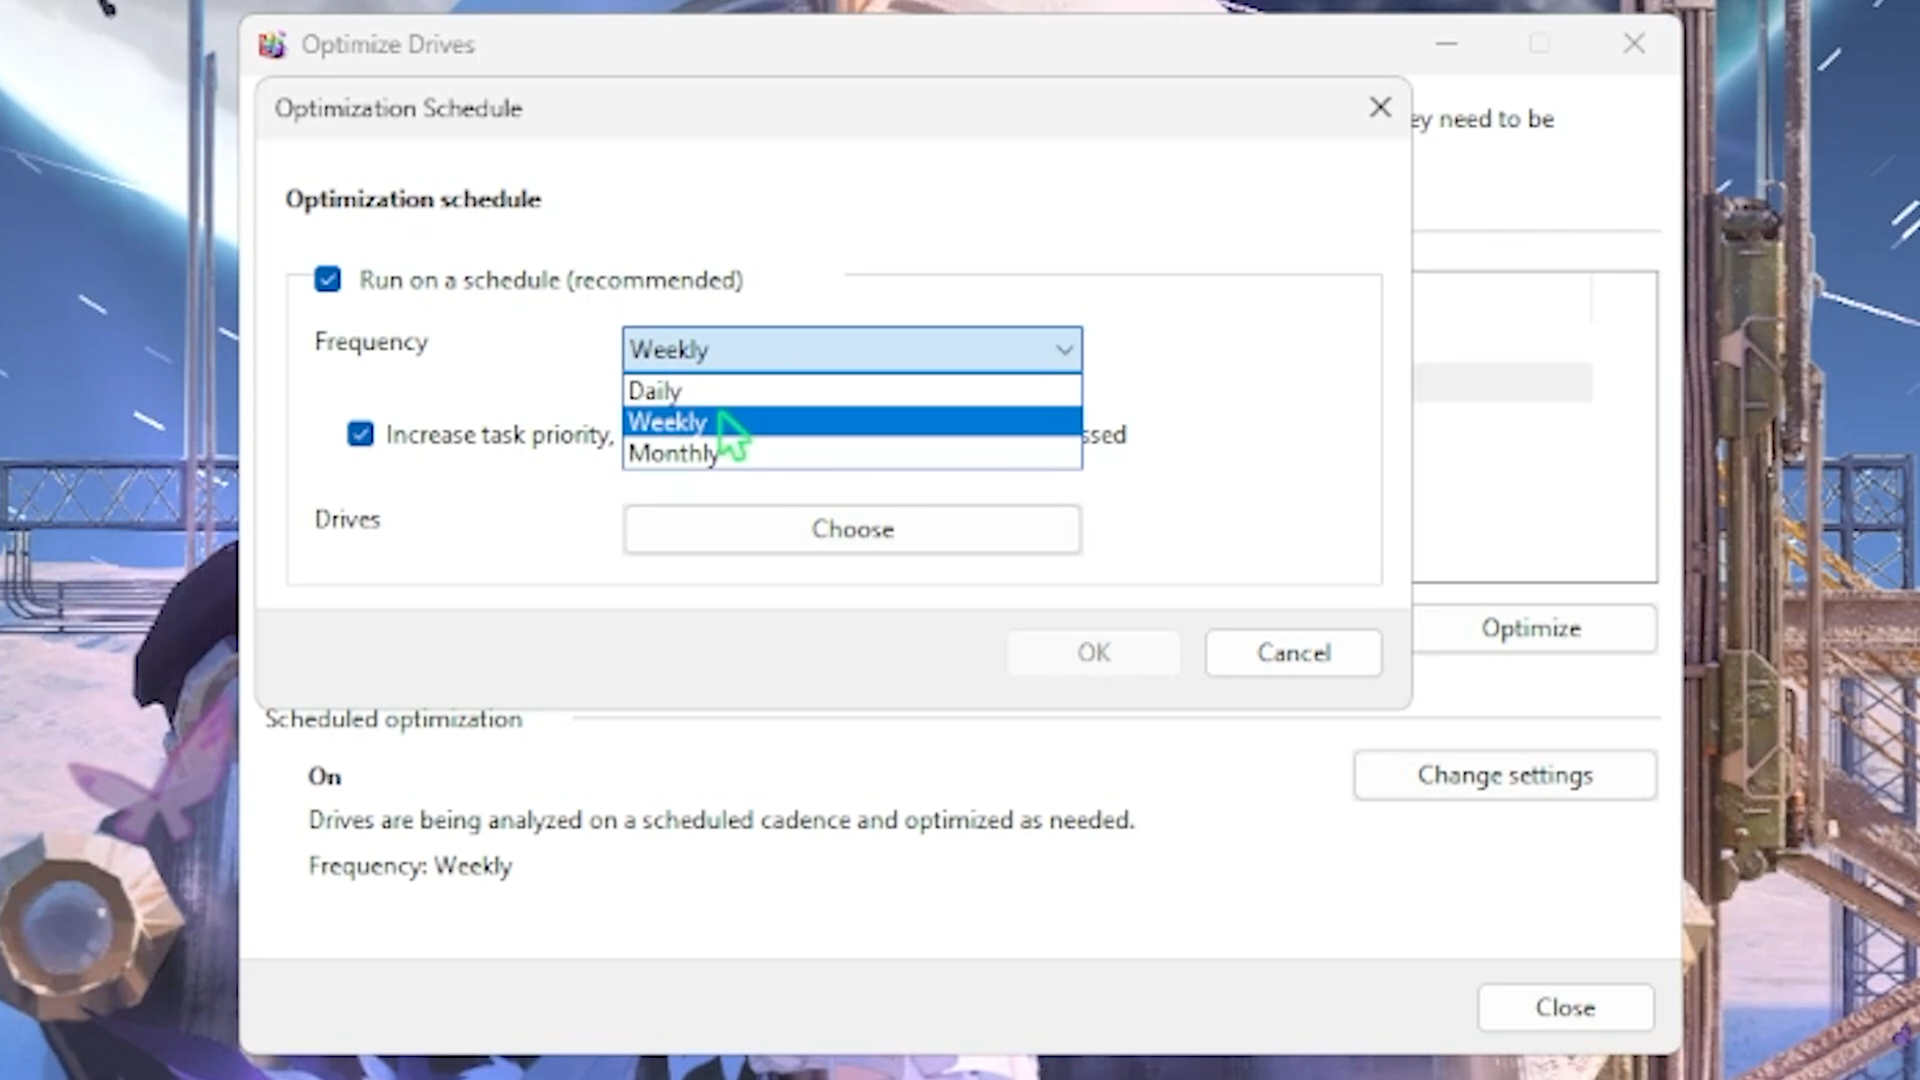 Optimize Drives
Optimization Schedule
ey need to be
Optimization schedule
Run on a schedule (recommended)
Frequency
Weekly
Daily
Weekly
Monthly
Increase task priority,
ssed
Drives
Choose
OK
Cancel
Optimize
Scheduled optimization
On
Change settings
Drives are being analyzed on a scheduled cadence and optimized as needed.
Frequency: Weekly
Close